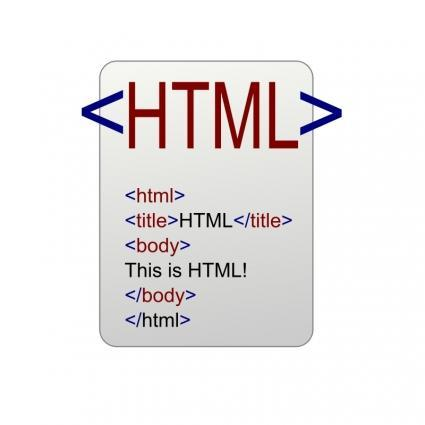 <HTML>
<html>
<title>HTML</title>
<body>
This is HTML!
</body>
</html>